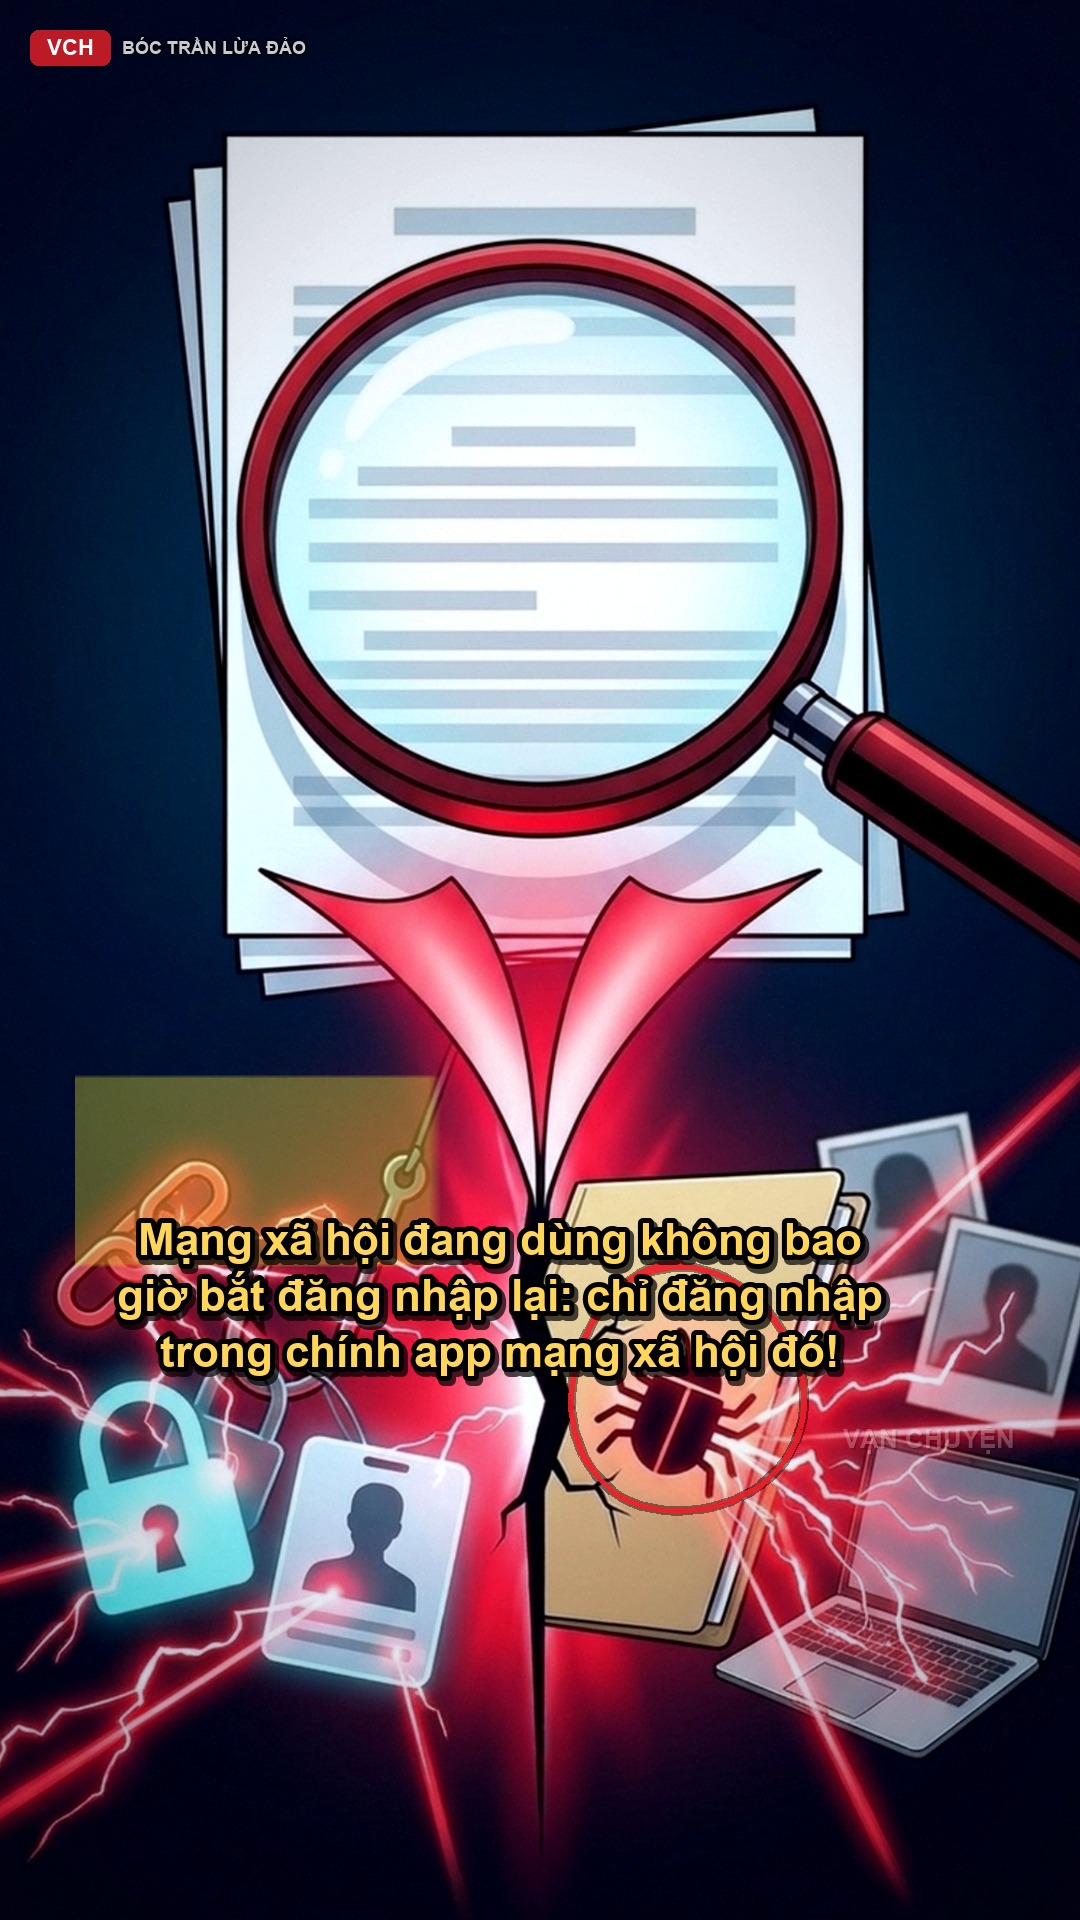 VCH BÓC TRẦN LỪA ĐẢO
Mạng xã hội đang dùng không bao
giờ bắt đăng nhập lại: chỉ đăng nhập
trong chính app mạng xã hội đó!
VẠN CHUYỆN